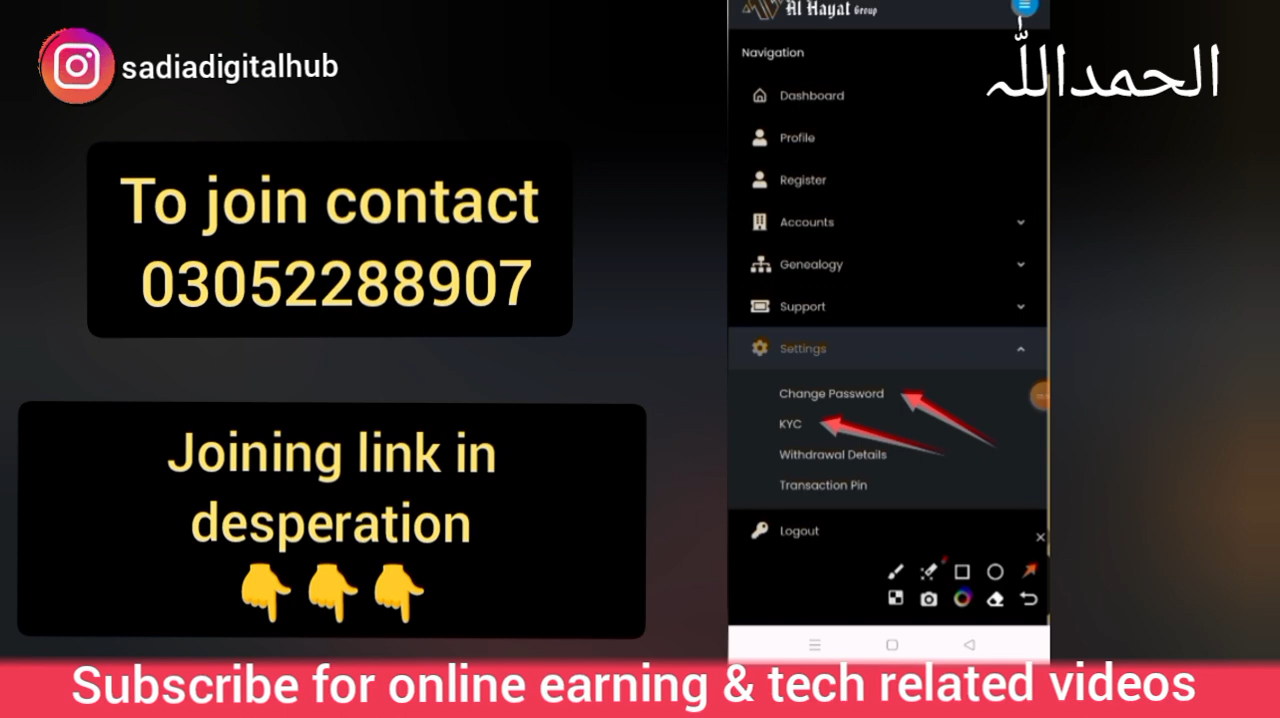 sadiadigitalhub
To join contact
03052288907
Joining link in
desperation
Subscribe for online earning & tech related videos
Al Hayat Group
Navigation
Dashboard
Profile
Register
Accounts
Genealogy
Support
Settings
Change Password
KYC
Withdrawal Details
Transaction Pin
Logout
الحمداللّٰہ